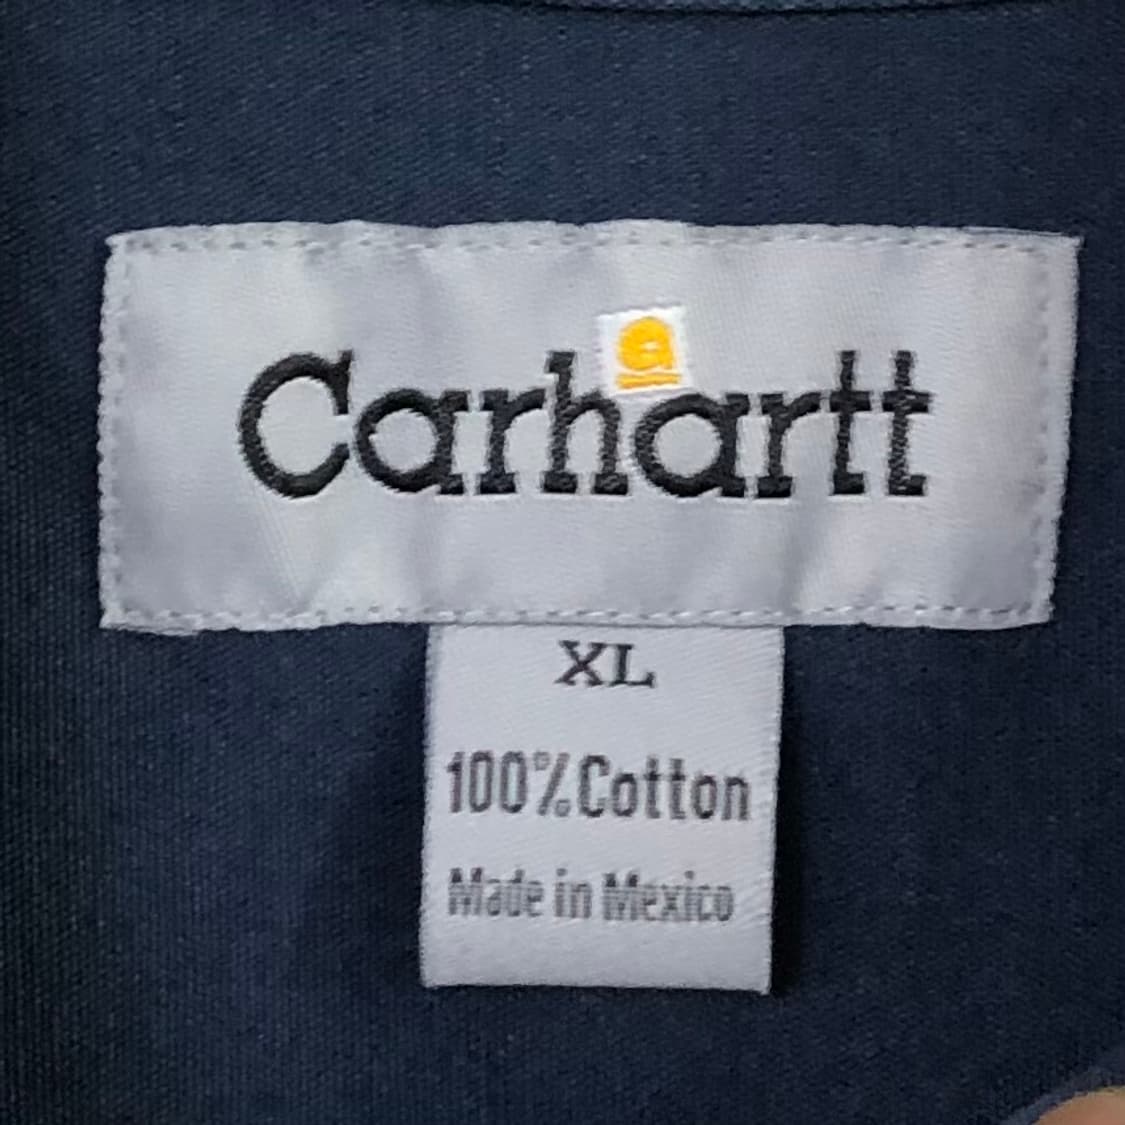 Carhartt
XL
100% Cotton
Made in Mexico